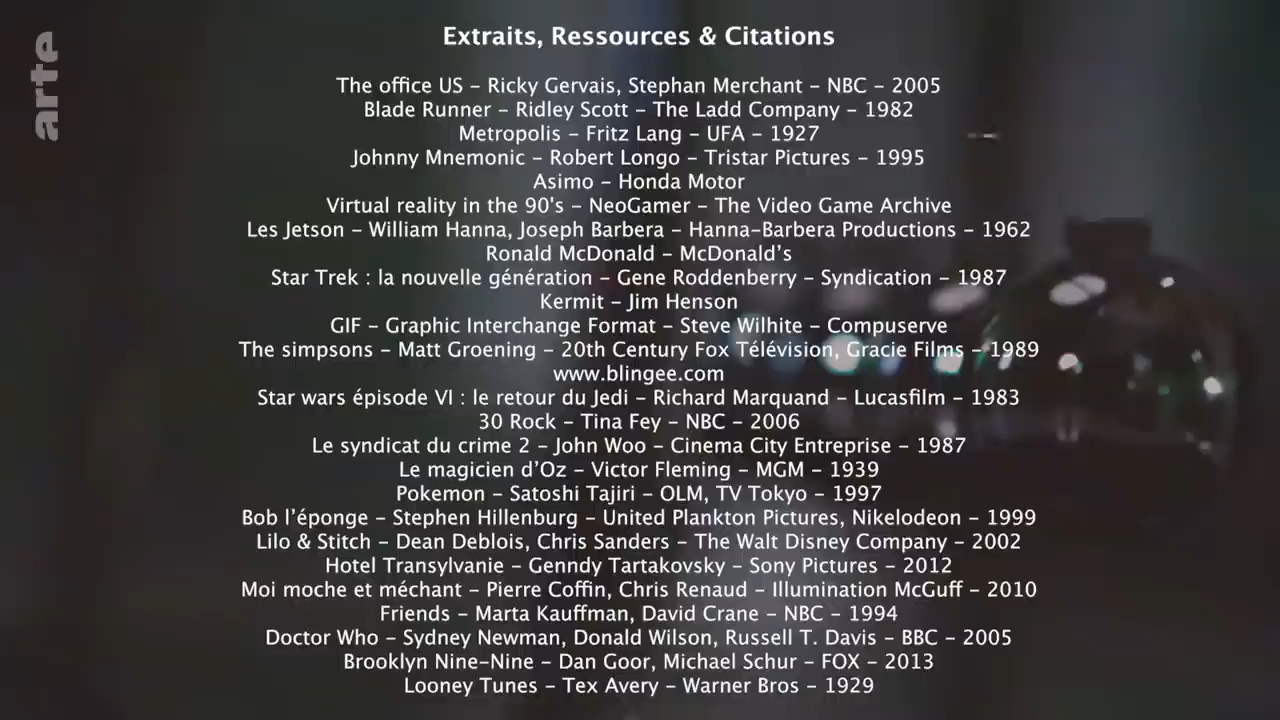 arte
Extraits, Ressources & Citations
The office US – Ricky Gervais, Stephan Merchant – NBC – 2005
Blade Runner – Ridley Scott – The Ladd Company – 1982
Metropolis – Fritz Lang – UFA – 1927
Johnny Mnemonic – Robert Longo – Tristar Pictures – 1995
Asimo – Honda Motor
Virtual reality in the 90's – NeoGamer – The Video Game Archive
Les Jetson – William Hanna, Joseph Barbera – Hanna-Barbera Productions – 1962
Ronald McDonald – McDonald’s
Star Trek : la nouvelle génération – Gene Roddenberry – Syndication – 1987
Kermit – Jim Henson
GIF – Graphic Interchange Format – Steve Wilhite – Compuserve
The simpsons – Matt Groening – 20th Century Fox Télévision, Gracie Films – 1989
www.blingee.com
Star wars épisode VI : le retour du Jedi – Richard Marquand – Lucasfilm – 1983
30 Rock – Tina Fey – NBC – 2006
Le syndicat du crime 2 – John Woo – Cinema City Entreprise – 1987
Le magicien d’Oz – Victor Fleming – MGM – 1939
Pokemon – Satoshi Tajiri – OLM, TV Tokyo – 1997
Bob l’éponge – Stephen Hillenburg – United Plankton Pictures, Nikelodeon – 1999
Lilo & Stitch – Dean Deblois, Chris Sanders – The Walt Disney Company – 2002
Hotel Transylvanie – Genndy Tartakovsky – Sony Pictures – 2012
Moi moche et méchant – Pierre Coffin, Chris Renaud – Illumination McGuff – 2010
Friends – Marta Kauffman, David Crane – NBC – 1994
Doctor Who – Sydney Newman, Donald Wilson, Russell T. Davis – BBC – 2005
Brooklyn Nine-Nine – Dan Goor, Michael Schur – FOX – 2013
Looney Tunes – Tex Avery – Warner Bros – 1929